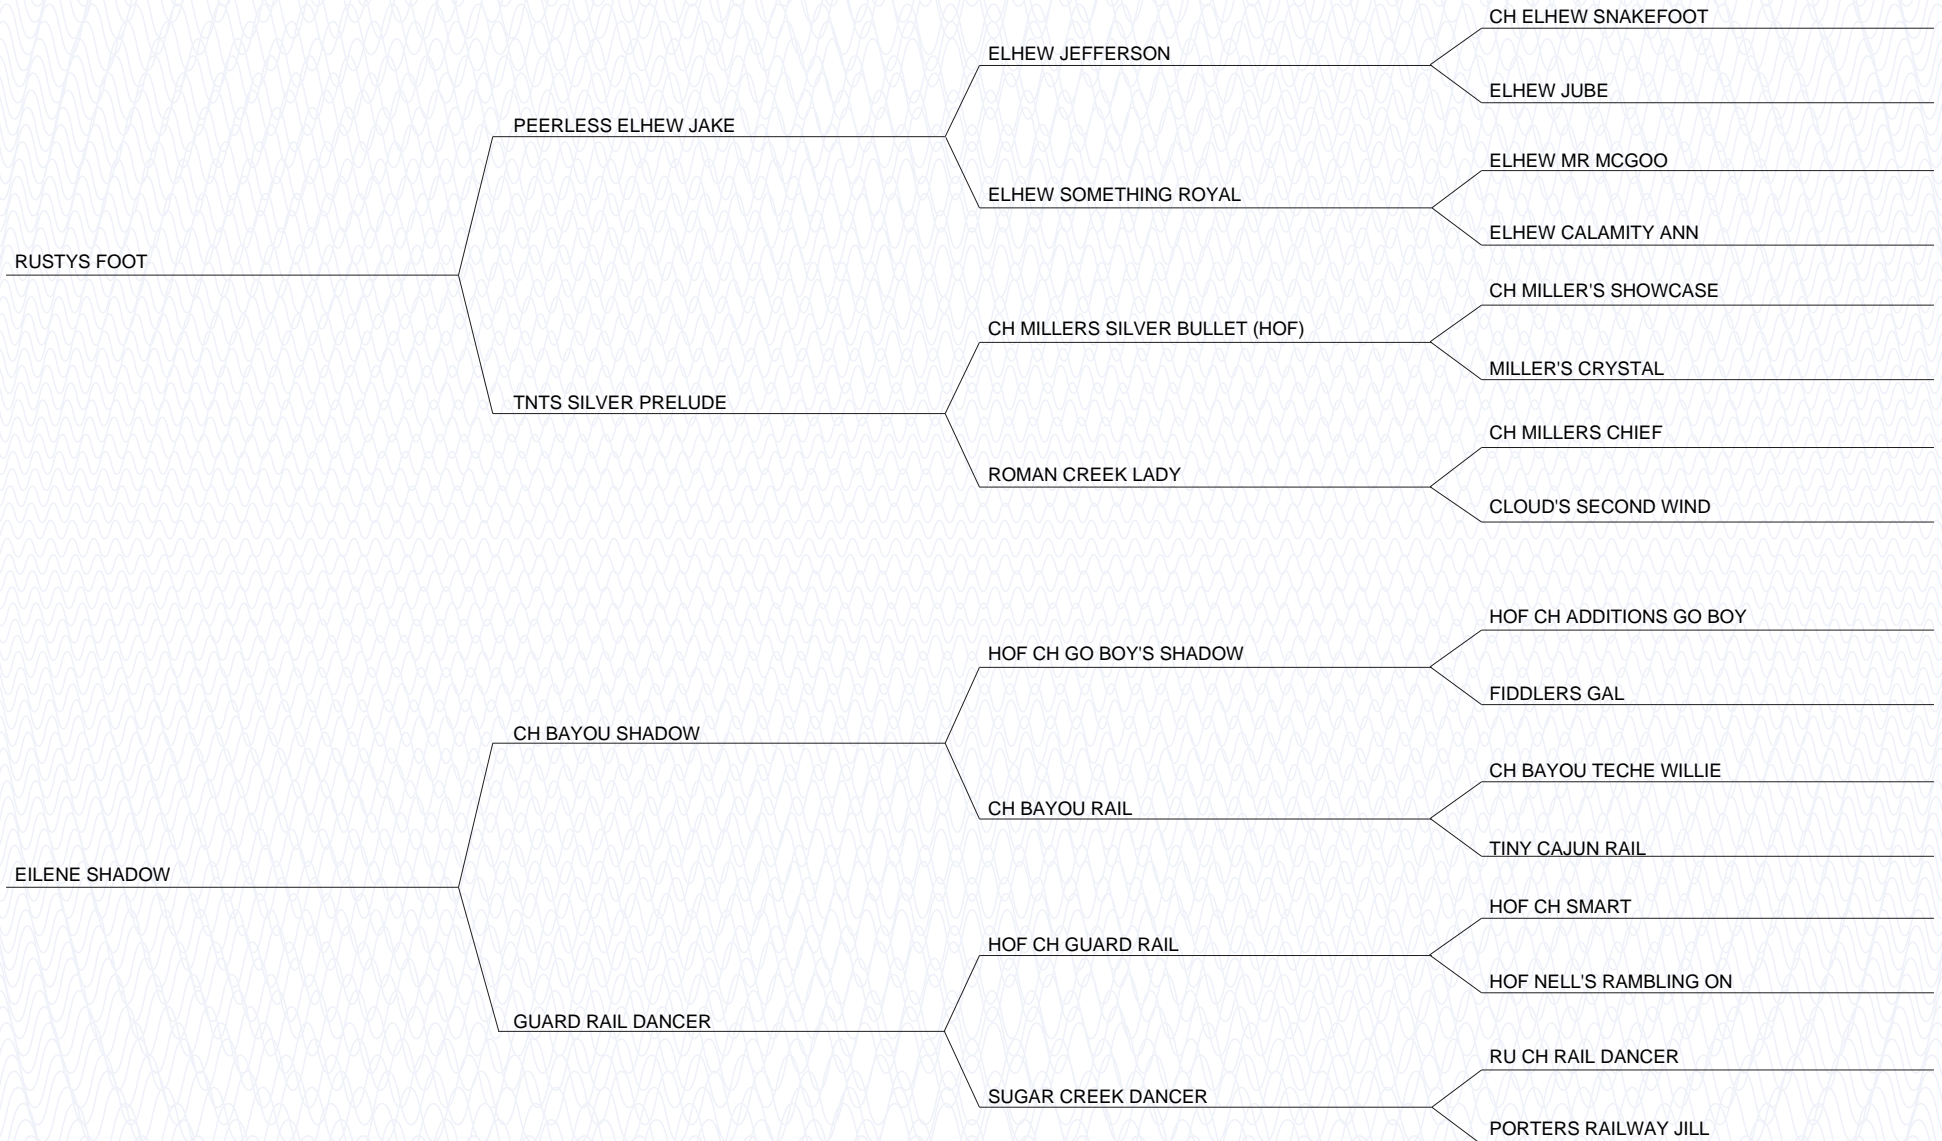 CH ELHEW SNAKEFOOT
ELHEW JEFFERSON
ELHEW JUBE
PEERLESS ELHEW JAKE
ELHEW MR MCGOO
ELHEW SOMETHING ROYAL
ELHEW CALAMITY ANN
RUSTYS FOOT
CH MILLER'S SHOWCASE
CH MILLERS SILVER BULLET (HOF)
MILLER'S CRYSTAL
TNTS SILVER PRELUDE
CH MILLERS CHIEF
ROMAN CREEK LADY
CLOUD'S SECOND WIND
HOF CH ADDITIONS GO BOY
HOF CH GO BOY'S SHADOW
FIDDLERS GAL
CH BAYOU SHADOW
CH BAYOU TECHE WILLIE
CH BAYOU RAIL
TINY CAJUN RAIL
EILENE SHADOW
HOF CH SMART
HOF CH GUARD RAIL
HOF NELL'S RAMBLING ON
GUARD RAIL DANCER
RU CH RAIL DANCER
SUGAR CREEK DANCER
PORTERS RAILWAY JILL